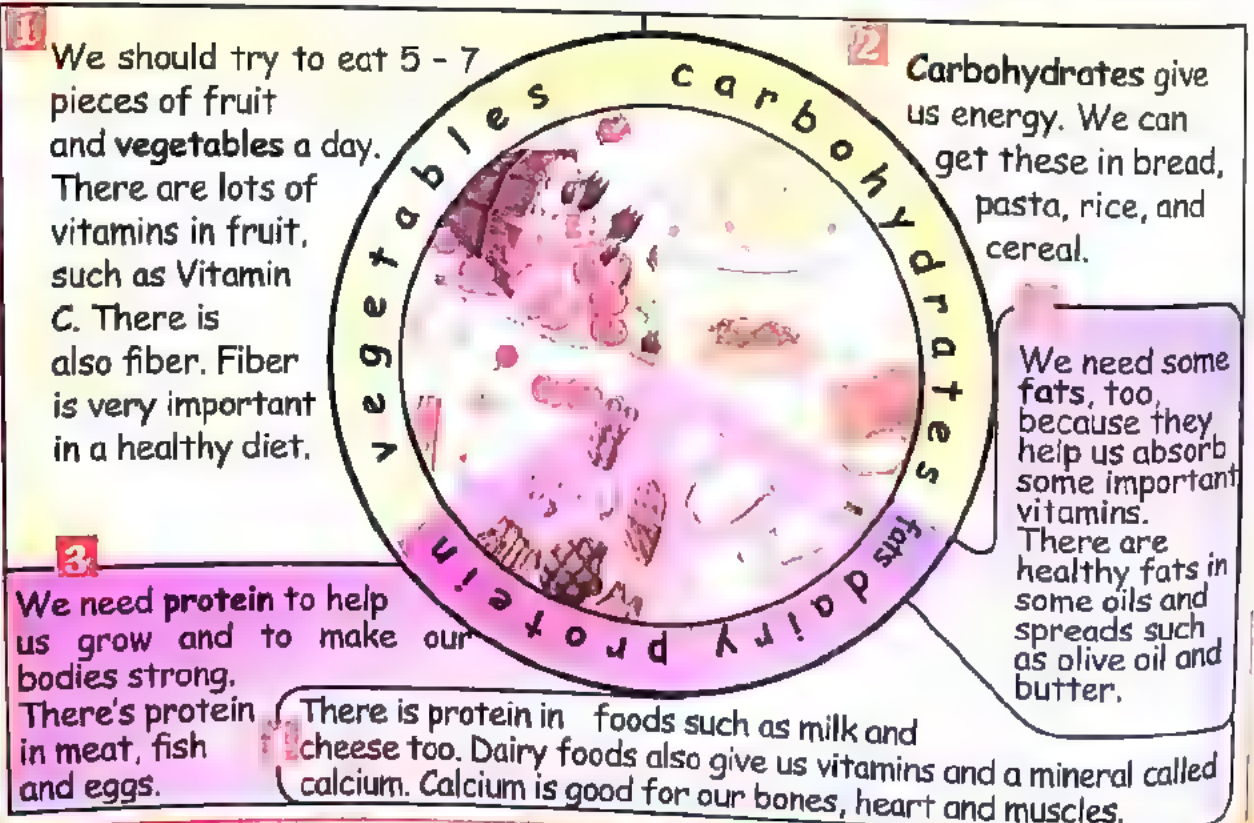 1
We should try to eat 5 - 7
pieces of fruit
and vegetables a day.
There are lots of
vitamins in fruit,
such as Vitamin
C. There is
also fiber. Fiber
is very important
in a healthy diet.
vegetables
carbohydrates
fats
dairy
protein
2
Carbohydrates give
us energy. We can
get these in bread,
pasta, rice, and
cereal.
3
We need protein to help
us grow and to make our
bodies strong.
There's protein
in meat, fish
and eggs.
There is protein in foods such as milk and
cheese too. Dairy foods also give us vitamins and a mineral called
calcium. Calcium is good for our bones, heart and muscles.
We need some
fats, too,
because they
help us absorb
some important
vitamins.
There are
healthy fats in
some oils and
spreads such
as olive oil and
butter.